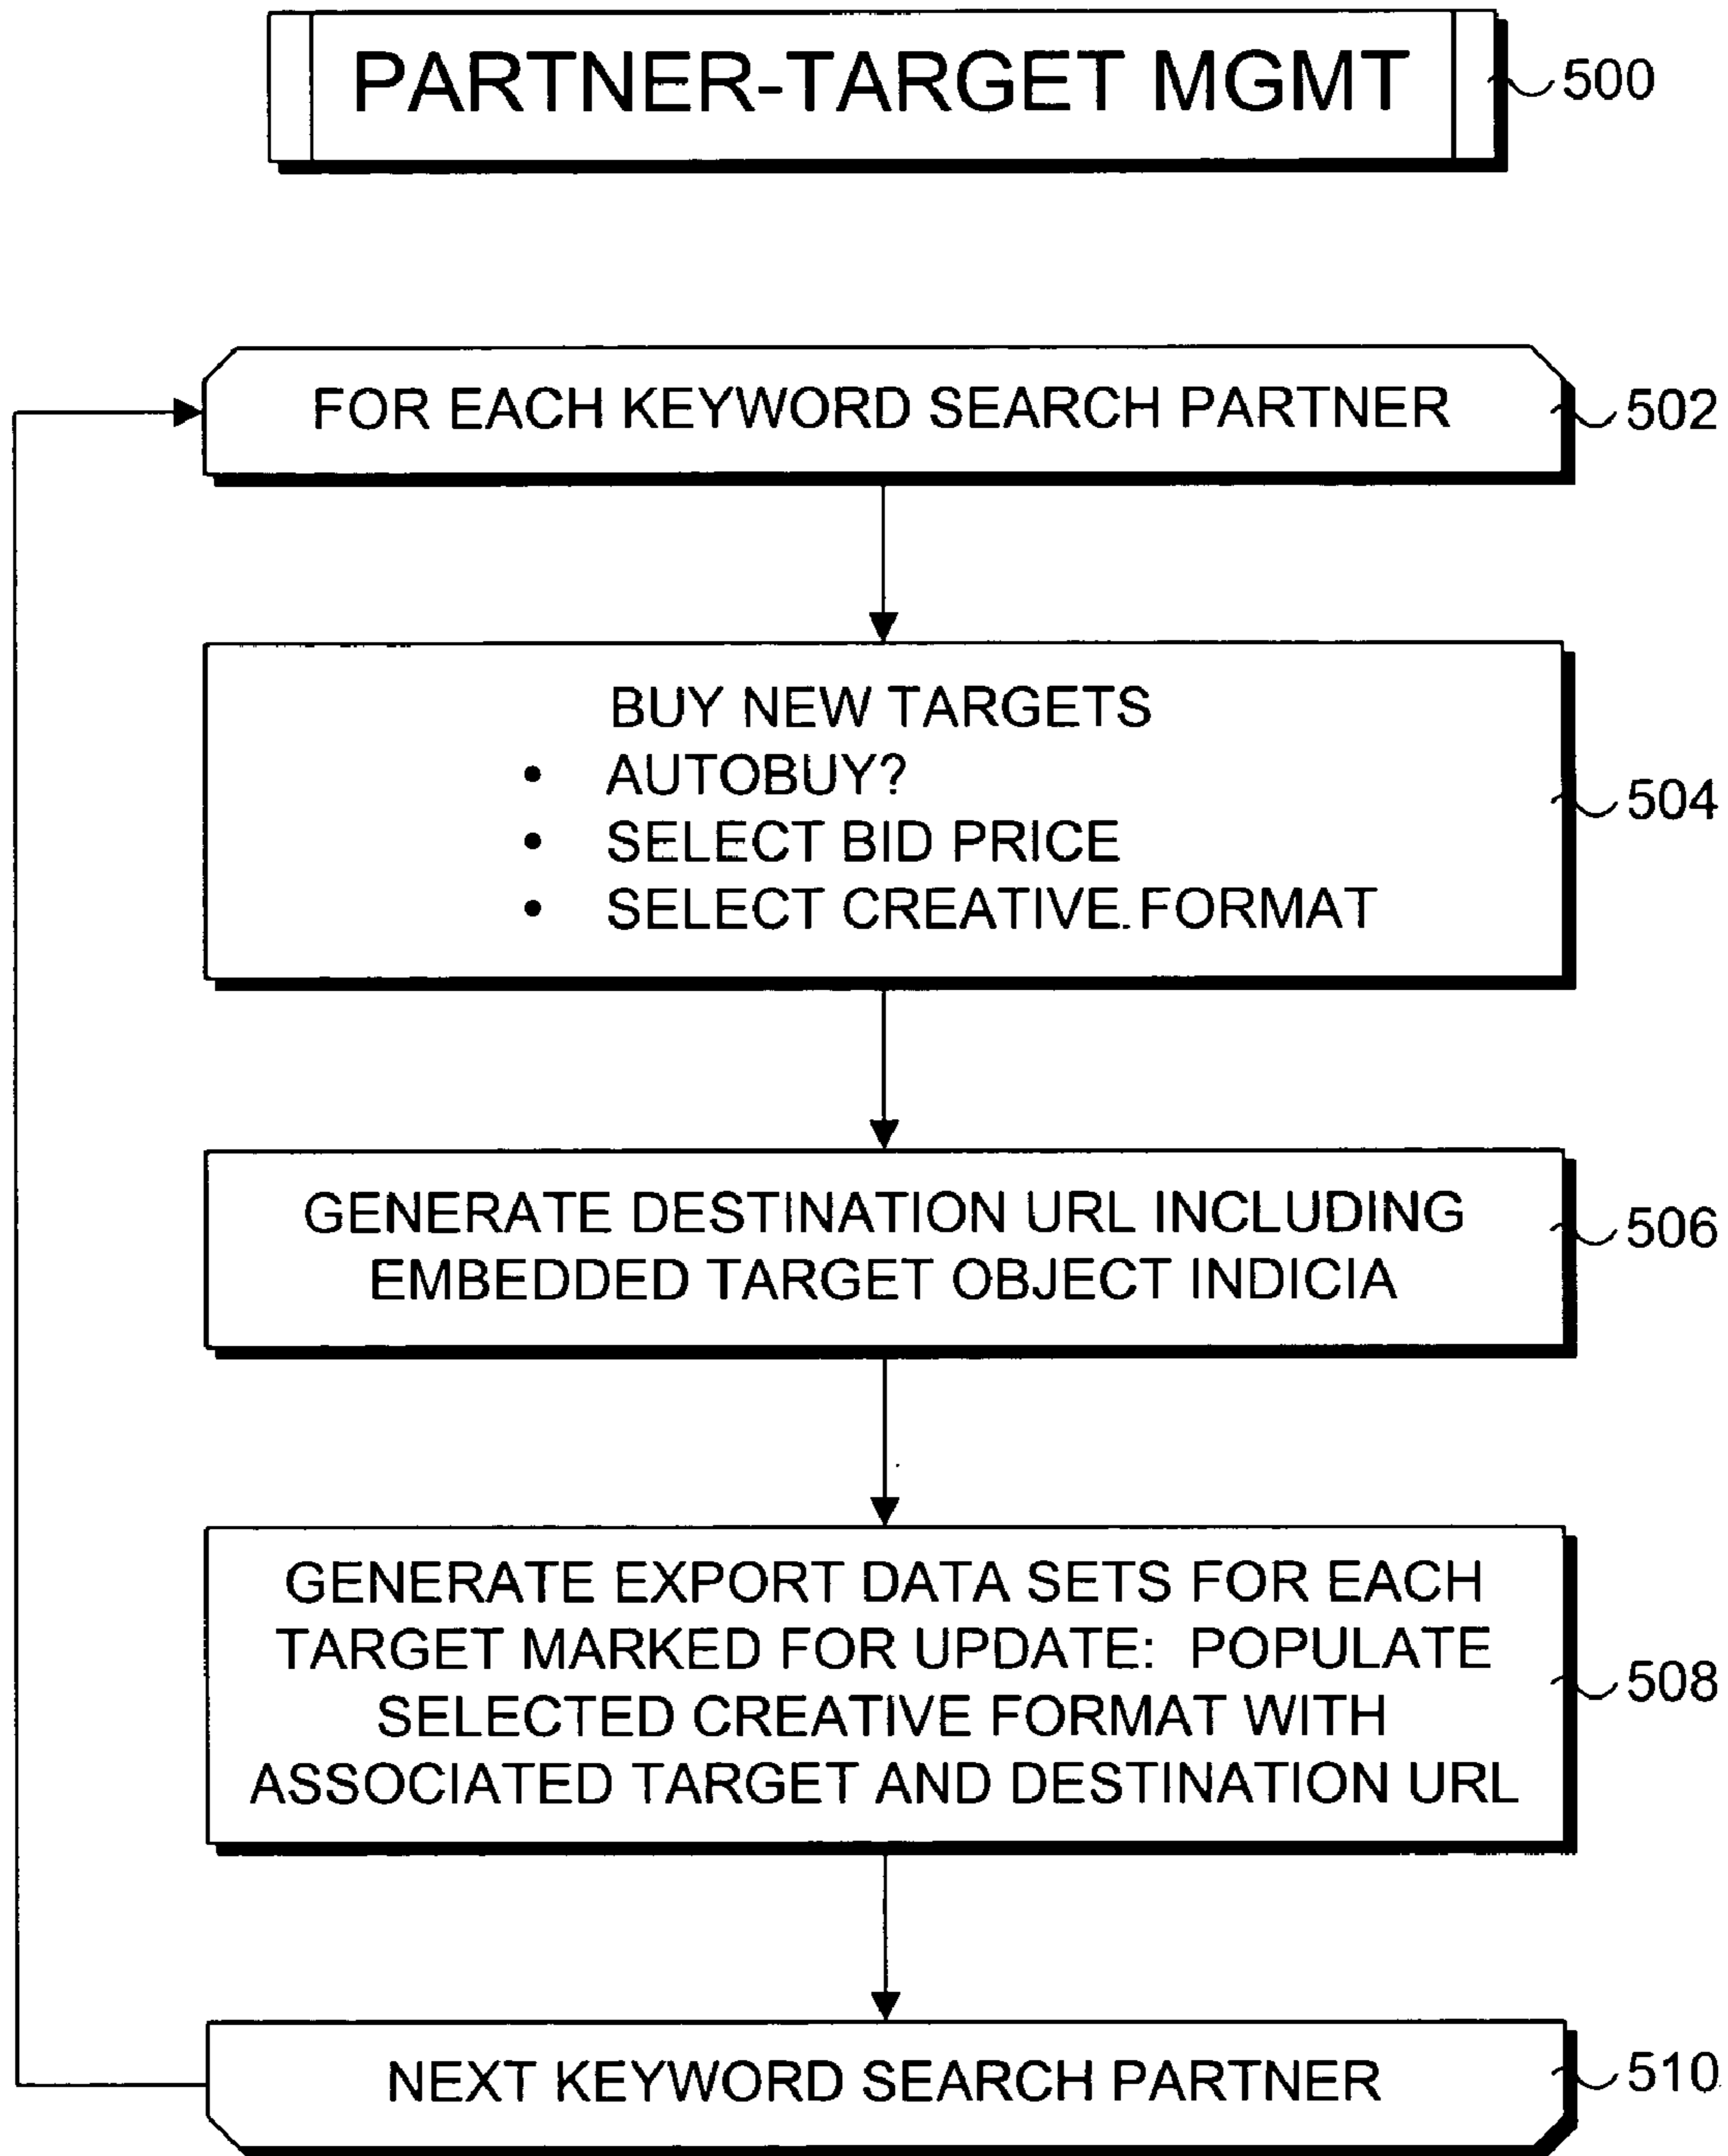 PARTNER-TARGET MGMT
500
FOR EACH KEYWORD SEARCH PARTNER
502
BUY NEW TARGETS
• AUTOBUY?
• SELECT BID PRICE
• SELECT CREATIVE FORMAT
504
GENERATE DESTINATION URL INCLUDING
EMBEDDED TARGET OBJECT INDICIA
506
GENERATE EXPORT DATA SETS FOR EACH
TARGET MARKED FOR UPDATE: POPULATE
SELECTED CREATIVE FORMAT WITH
ASSOCIATED TARGET AND DESTINATION URL
508
NEXT KEYWORD SEARCH PARTNER
510